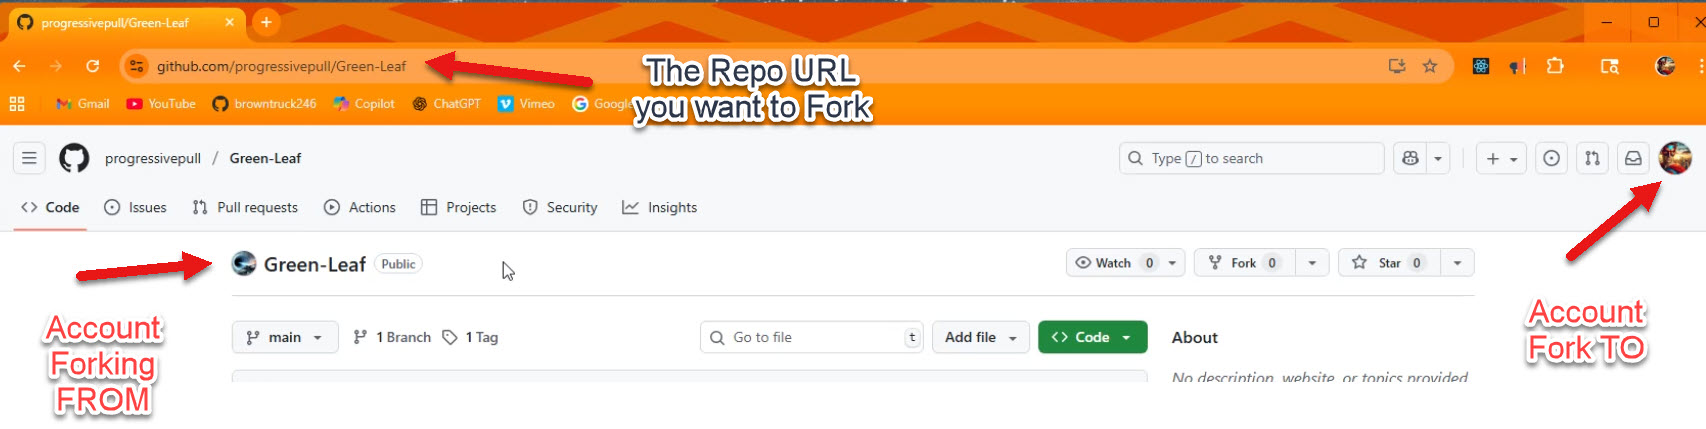 progressivepull/Green-Leaf
github.com/progressivepull/Green-Leaf
The Repo URL
you want to Fork
Gmail YouTube browntruck246 Copilot ChatGPT Vimeo Google
progressivepull / Green-Leaf Type / to search
Code Issues Pull requests Actions Projects Security Insights
Green-Leaf Public Watch 0 Fork 0 Star 0
Account
Forking
FROM
Account
Fork TO
main 1 Branch 1 Tag Go to file t Add file Code About
No description, website, or topics provided